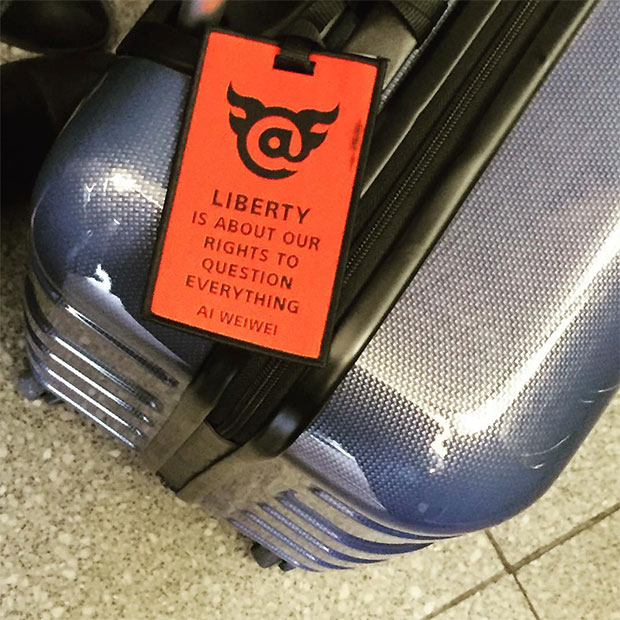 @
LIBERTY
IS ABOUT OUR
RIGHTS TO
QUESTION
EVERYTHING
AI WEIWEI